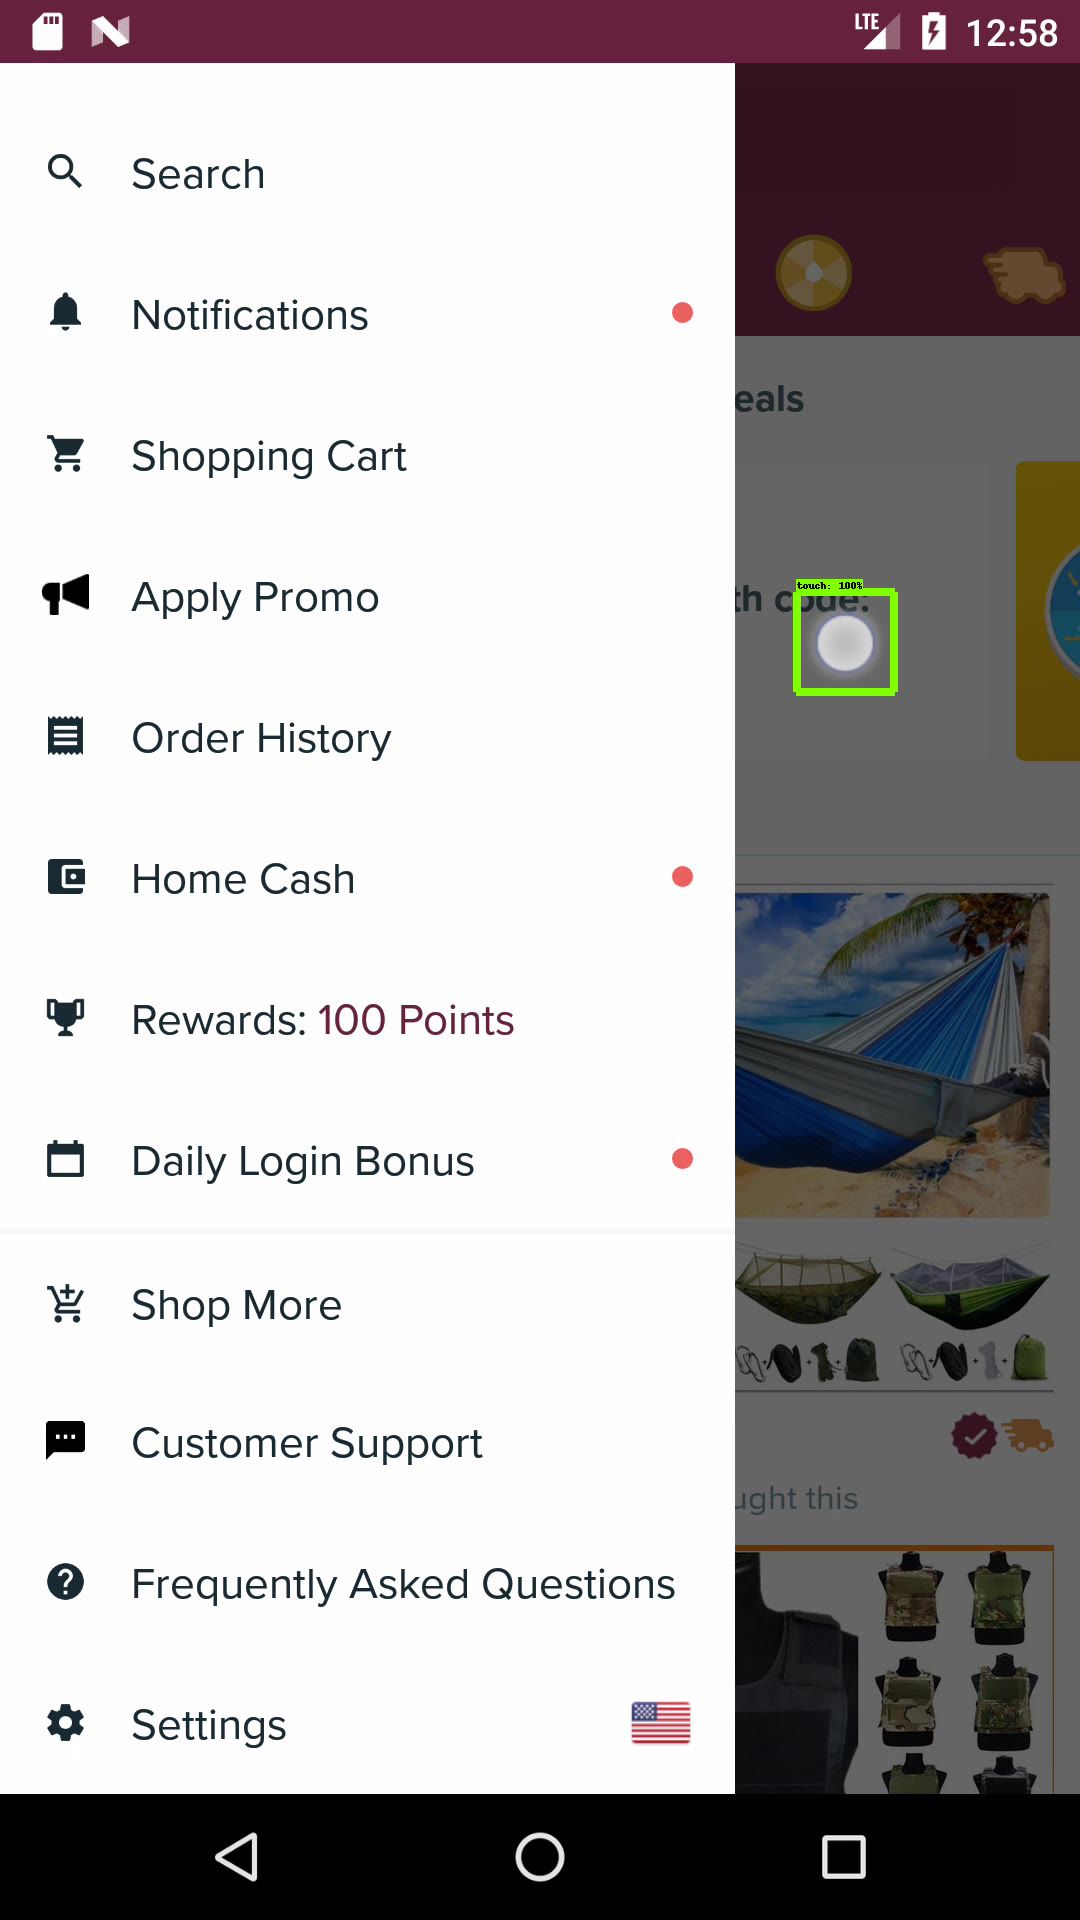 LTE 12:58
Search
Notifications
eals
Shopping Cart
touch: 100%
th code:
Apply Promo
Order History
Home Cash
Rewards: 100 Points
Daily Login Bonus
Shop More
Customer Support
ught this
Frequently Asked Questions
Settings